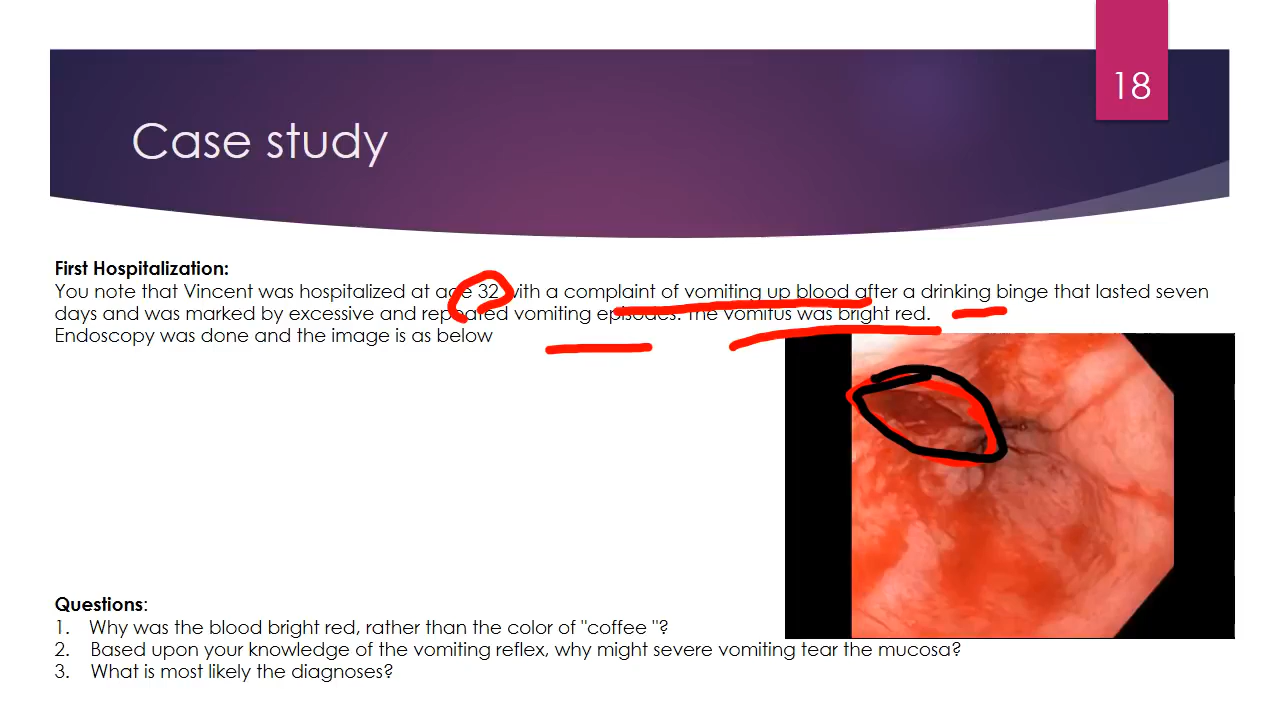 18
Case study
First Hospitalization:
You note that Vincent was hospitalized at age 32 with a complaint of vomiting up blood after a drinking binge that lasted seven
days and was marked by excessive and repeated vomiting episodes. The vomitus was bright red.
Endoscopy was done and the image is as below
Questions:
1. Why was the blood bright red, rather than the color of "coffee "?
2. Based upon your knowledge of the vomiting reflex, why might severe vomiting tear the mucosa?
3. What is most likely the diagnoses?